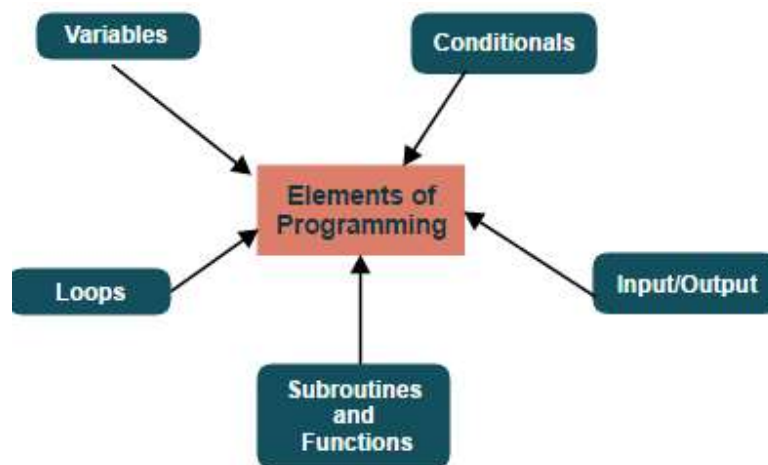 Variables
Conditionals
Elements of
Programming
Loops
Input/Output
Subroutines
and
Functions